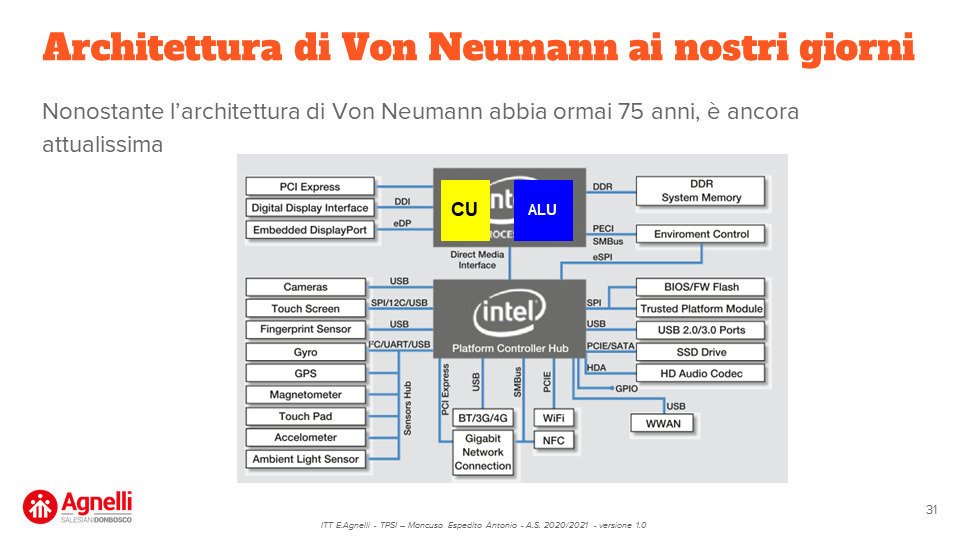 Architettura di Von Neumann ai nostri giorni
Nonostante l’architettura di Von Neumann abbia ormai 75 anni, è ancora
attualissima
PCI Express
Digital Display Interface
Embedded DisplayPort
DDI
eDP
CU
ALU
DDR
DDR
System Memory
PECI
SMBus
eSPI
Enviroment Control
Direct Media
Interface
Cameras
Touch Screen
Fingerprint Sensor
Gyro
GPS
Magnetometer
Touch Pad
Accelometer
Ambient Light Sensor
USB
SPI/12C/USB
USB
I²C/UART/USB
Sensors Hub
intel
Platform Controller Hub
SPI
USB
PCIE/SATA
HDA
GPIO
USB
BIOS/FW Flash
Trusted Platform Module
USB 2.0/3.0 Ports
SSD Drive
HD Audio Codec
WWAN
PCI Express
USB
SMBus
PCIE
BT/3G/4G
Gigabit
Network
Connection
WiFi
NFC
Agnelli
SALESIANI DONBOSCO
ITT E.Agnelli - TPSI – Mancuso Espedito Antonio - A.S. 2020/2021 - versione 1.0
31